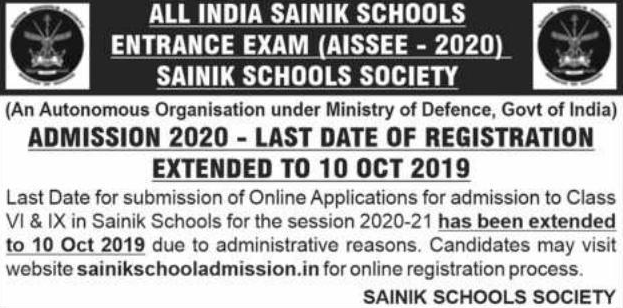 ALL INDIA SAINIK SCHOOLS
ENTRANCE EXAM (AISSEE - 2020)
SAINIK SCHOOLS SOCIETY
(An Autonomous Organisation under Ministry of Defence, Govt of India)
ADMISSION 2020 - LAST DATE OF REGISTRATION
EXTENDED TO 10 OCT 2019
Last Date for submission of Online Applications for admission to Class
VI & IX in Sainik Schools for the session 2020-21 has been extended
to 10 Oct 2019 due to administrative reasons. Candidates may visit
website sainikschooladmission.in for online registration process.
SAINIK SCHOOLS SOCIETY